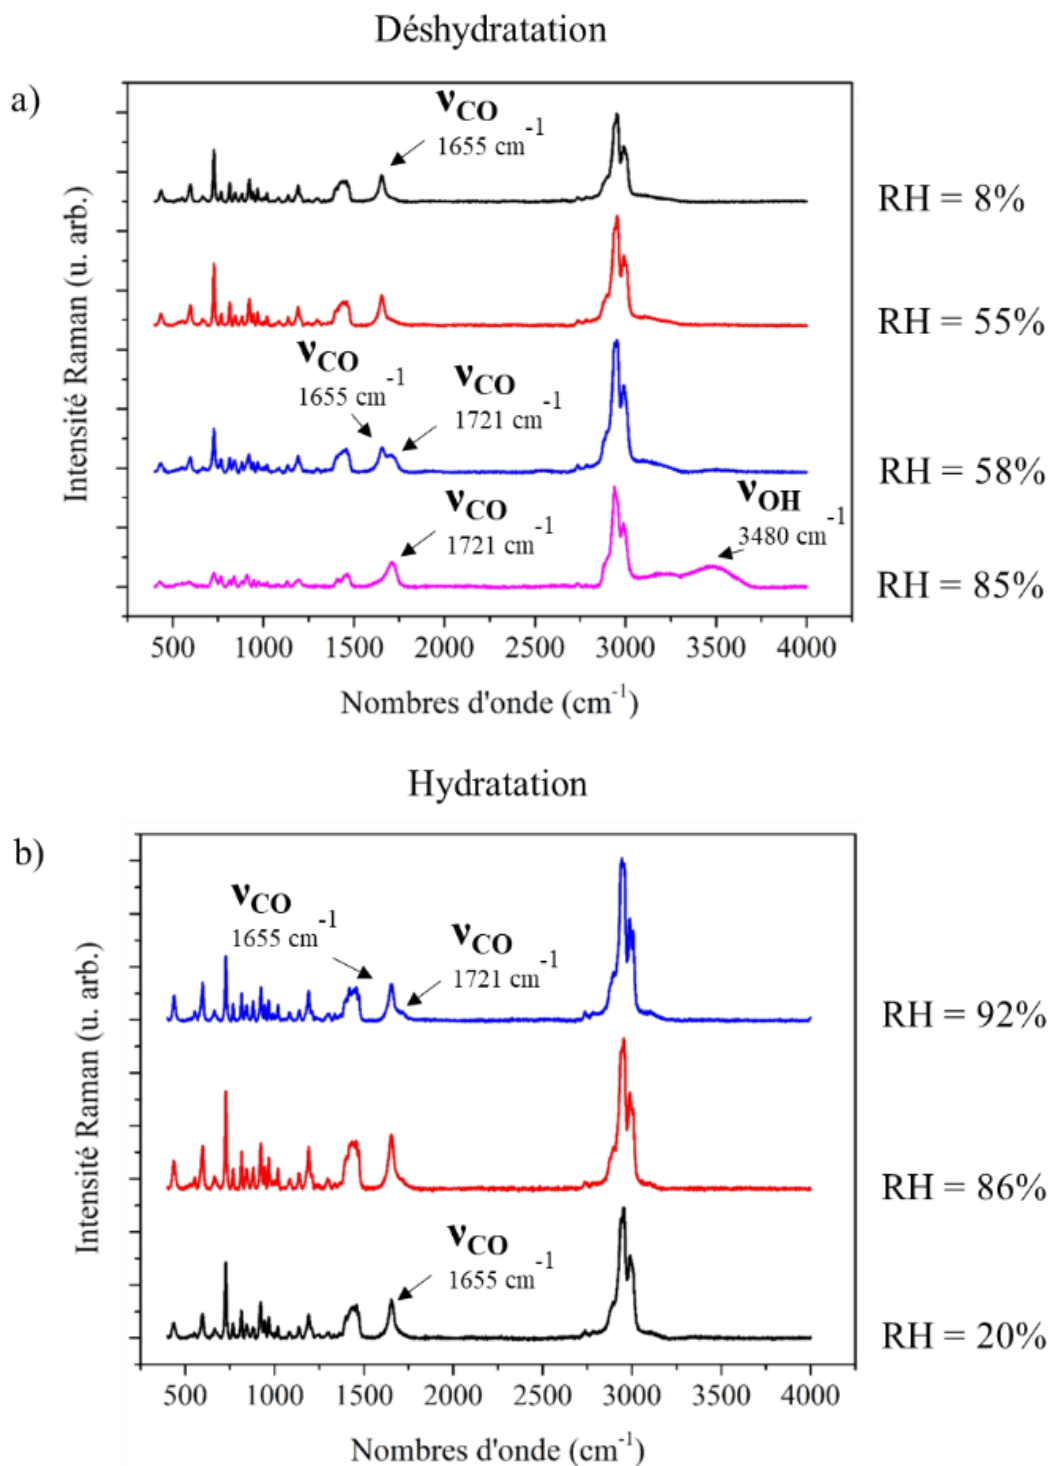 Déshydratation
a)
νCO
1655 cm-1
RH = 8%
RH = 55%
νCO
1655 cm-1
νCO
1721 cm-1
RH = 58%
νCO
1721 cm-1
νOH
3480 cm-1
RH = 85%
Intensité Raman (u. arb.)
500 1000 1500 2000 2500 3000 3500 4000
Nombres d'onde (cm-1)
Hydratation
b)
νCO
1655 cm-1
νCO
1721 cm-1
RH = 92%
RH = 86%
νCO
1655 cm-1
RH = 20%
Intensité Raman (u. arb.)
500 1000 1500 2000 2500 3000 3500 4000
Nombres d'onde (cm-1)